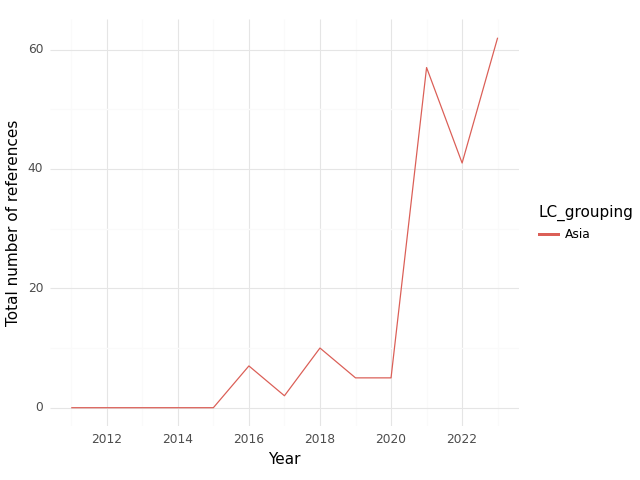 60
40
20
0
2012 2014 2016 2018 2020 2022
Year
Total number of references
LC_grouping
Asia